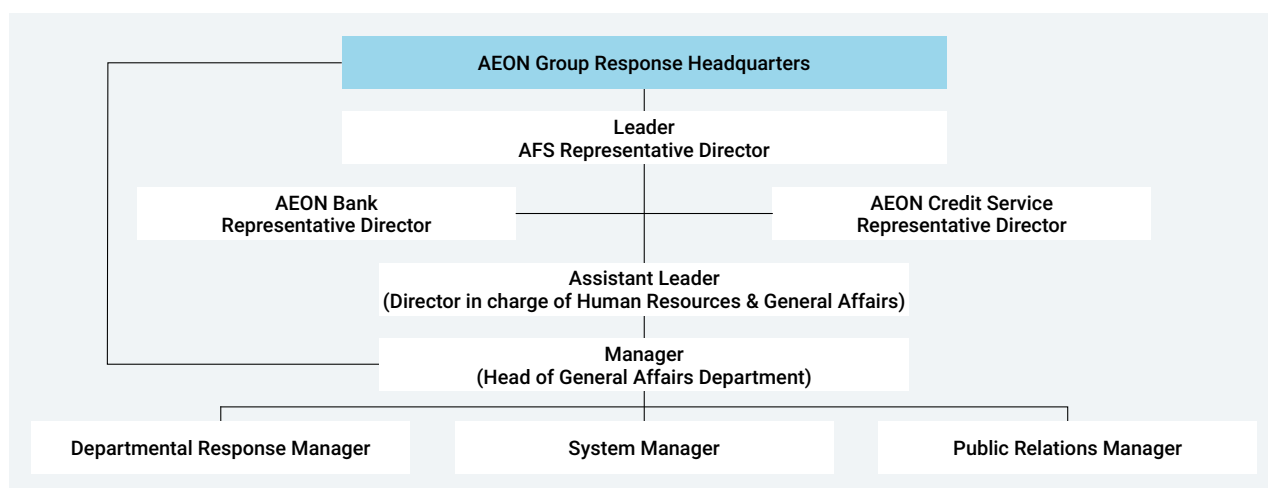 AEON Group Response Headquarters
Leader
AFS Representative Director
AEON Bank
Representative Director
AEON Credit Service
Representative Director
Assistant Leader
(Director in charge of Human Resources & General Affairs)
Manager
(Head of General Affairs Department)
Departmental Response Manager
System Manager
Public Relations Manager